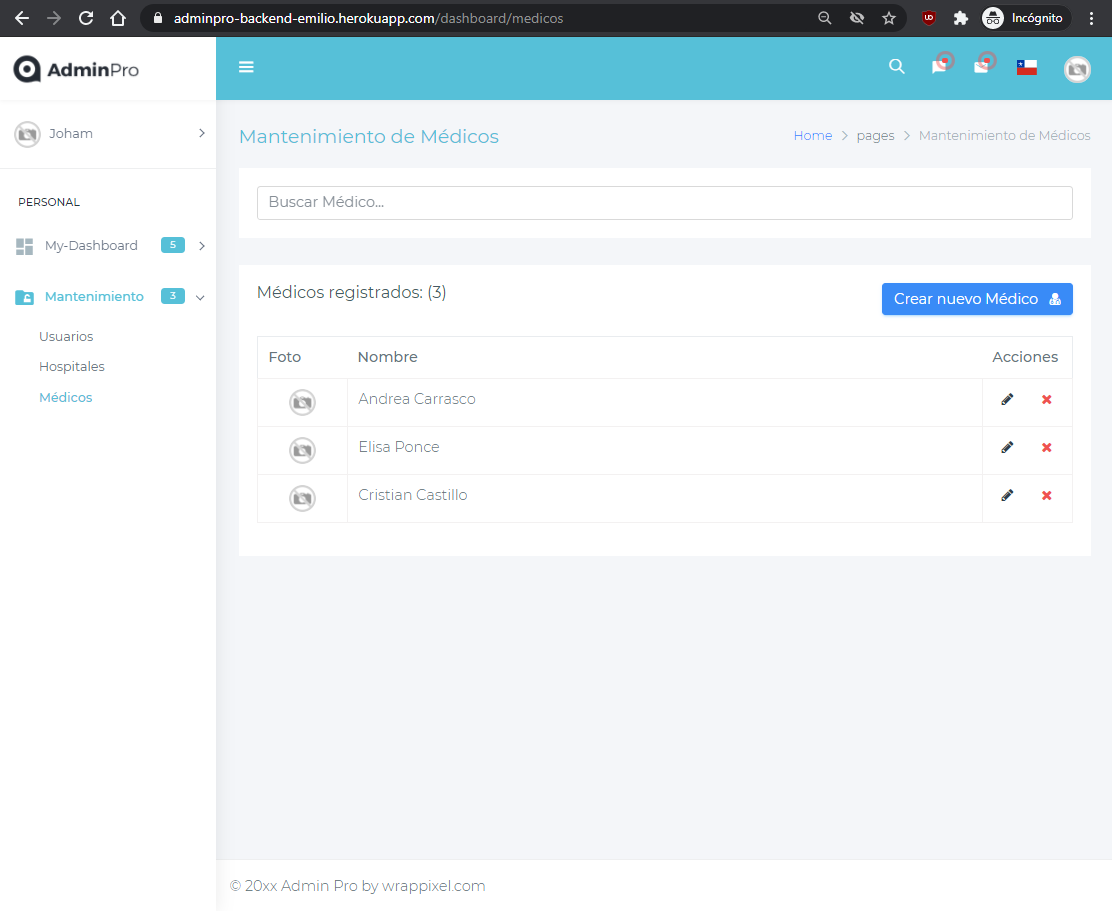 adminpro-backend-emilio.herokuapp.com/dashboard/medicos
Incógnito
AdminPro
Joham
PERSONAL
My-Dashboard 5
Mantenimiento 3
Usuarios
Hospitales
Médicos
Mantenimiento de Médicos
Home > pages > Mantenimiento de Médicos
Buscar Médico...
Médicos registrados: (3)
Crear nuevo Médico
Foto Nombre Acciones
Andrea Carrasco
Elisa Ponce
Cristian Castillo
© 20xx Admin Pro by wrappixel.com